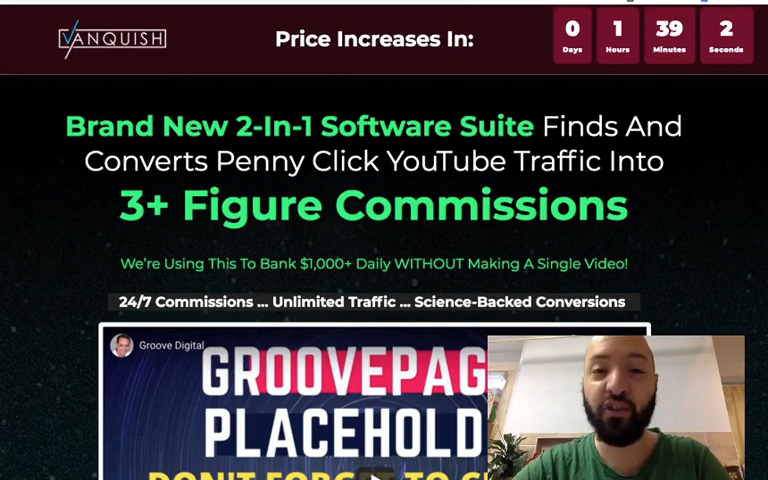 VANQUISH
Price Increases In:
0 1 39 2
Days Hours Minutes Seconds
Brand New 2-In-1 Software Suite Finds And
Converts Penny Click YouTube Traffic Into
3+ Figure Commissions
We're Using This To Bank $1,000+ Daily WITHOUT Making A Single Video!
24/7 Commissions ... Unlimited Traffic ... Science-Backed Conversions
Groove Digital
GROOVEPAG
PLACEHOLD